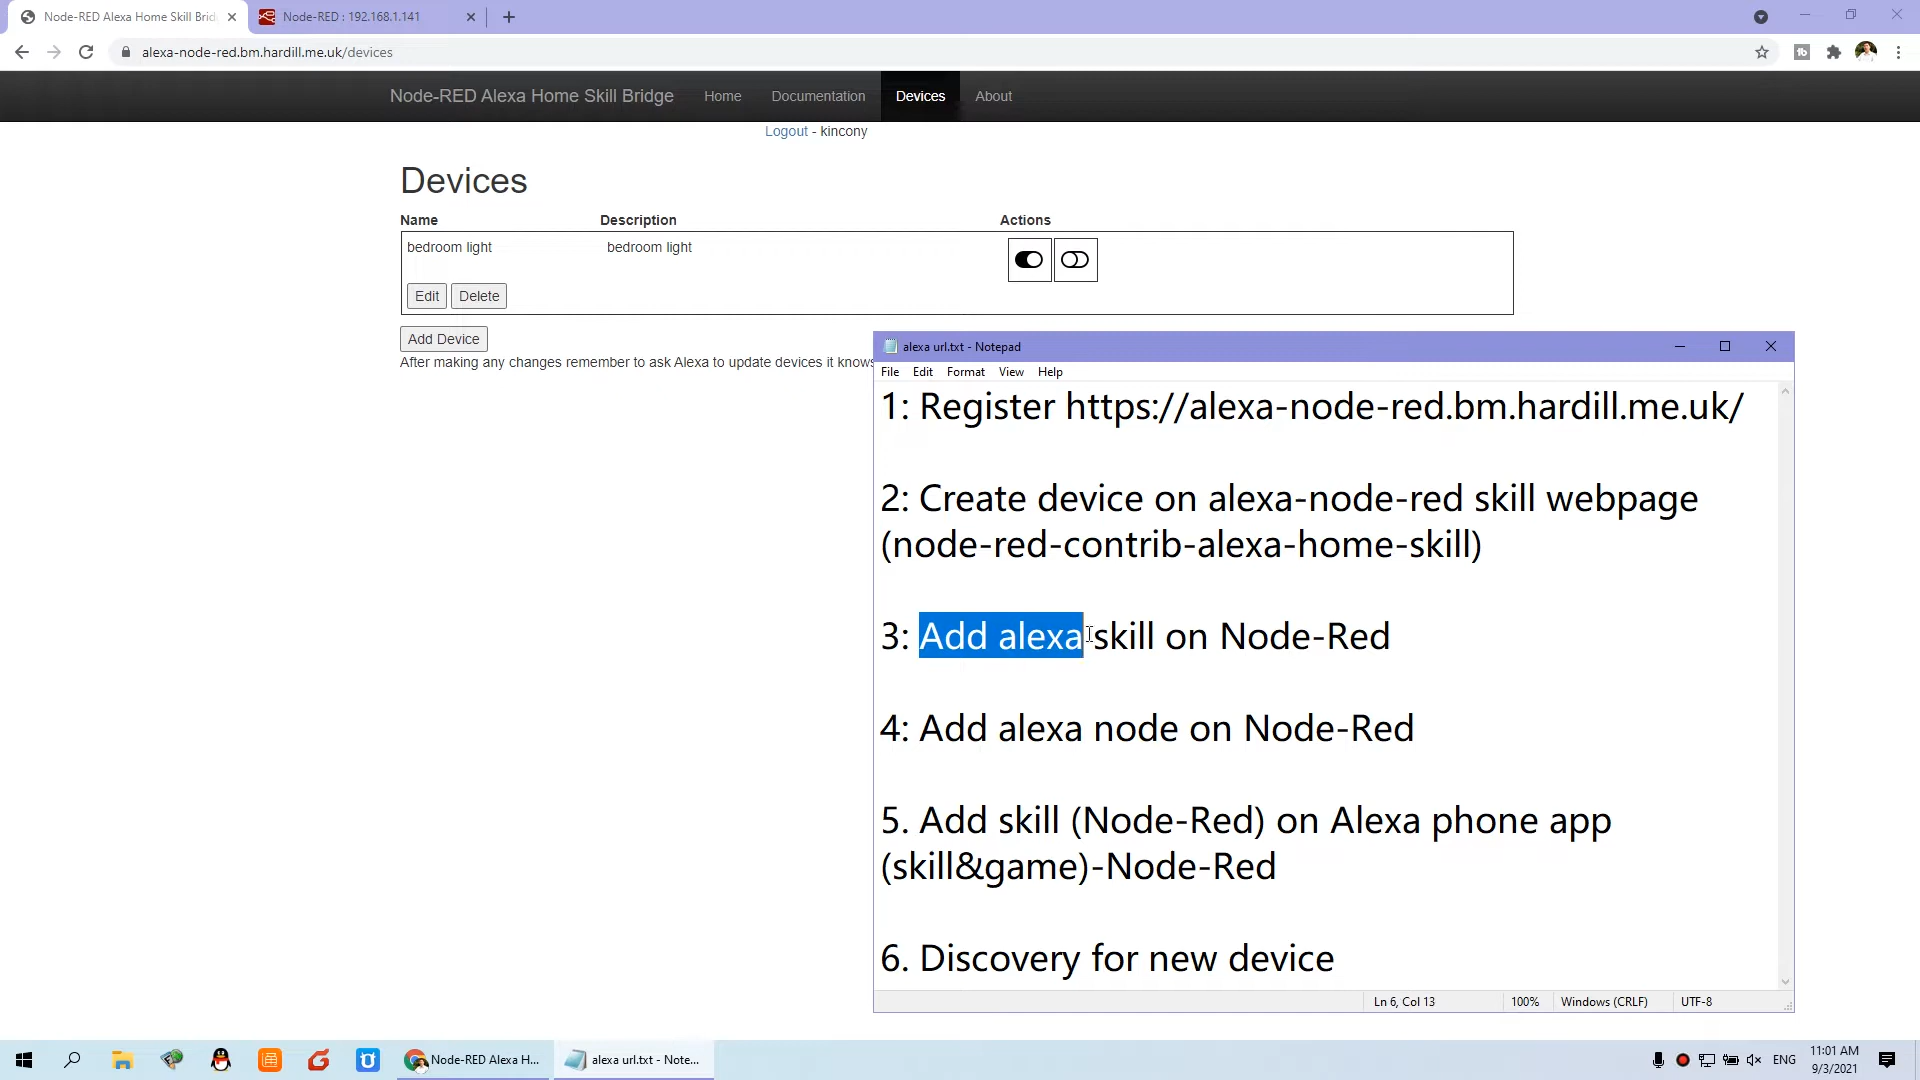 Node-RED Alexa Home Skill Brid
Node-RED : 192.168.1.141
alexa-node-red.bm.hardill.me.uk/devices
Node-RED Alexa Home Skill Bridge Home Documentation Devices About
Logout - kincony
Devices
Name Description Actions
bedroom light bedroom light
Edit Delete
Add Device
After making any changes remember to ask Alexa to update devices it knows
alexa url.txt - Notepad
File Edit Format View Help
1: Register https://alexa-node-red.bm.hardill.me.uk/
2: Create device on alexa-node-red skill webpage
(node-red-contrib-alexa-home-skill)
3: Add alexa skill on Node-Red
4: Add alexa node on Node-Red
5. Add skill (Node-Red) on Alexa phone app
(skill&game)-Node-Red
6. Discovery for new device
Ln 6, Col 13 100% Windows (CRLF) UTF-8
Node-RED Alexa H... alexa url.txt - Note... ENG 11:01 AM
9/3/2021